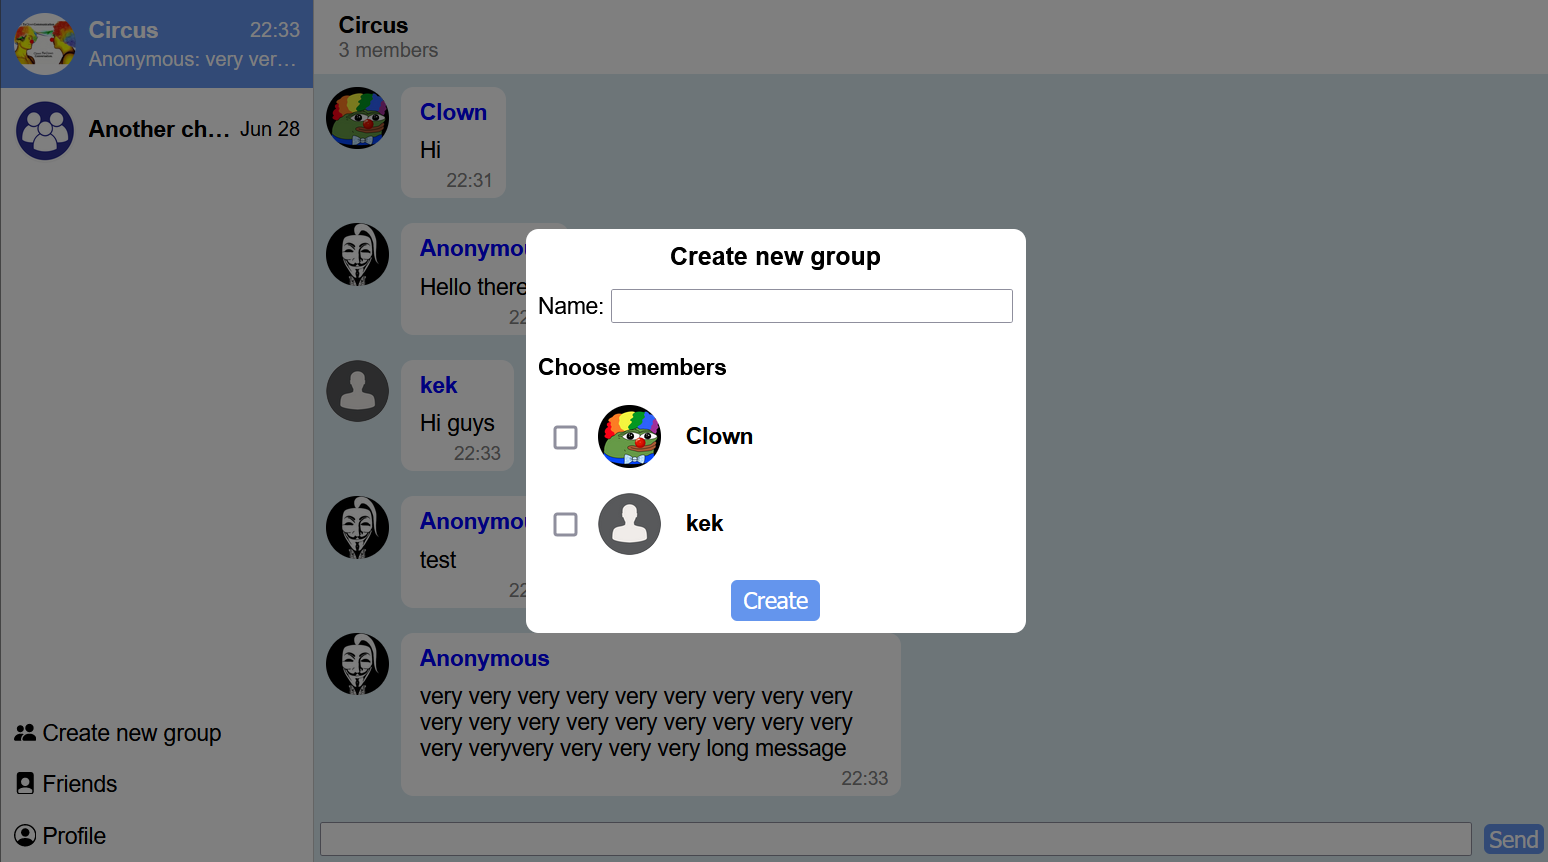 Circus 22:33
Anonymous: very ver…
Another ch… Jun 28
Create new group
Friends
Profile
Circus
3 members
Clown
Hi
22:31
Anonymou
Hello there
22
kek
Hi guys
22:33
Anonymou
test
22
Anonymous
very very very very very very very very very
very very very very very very very very very
very veryvery very very very long message
22:33
Send
Create new group
Name:
Choose members
Clown
kek
Create